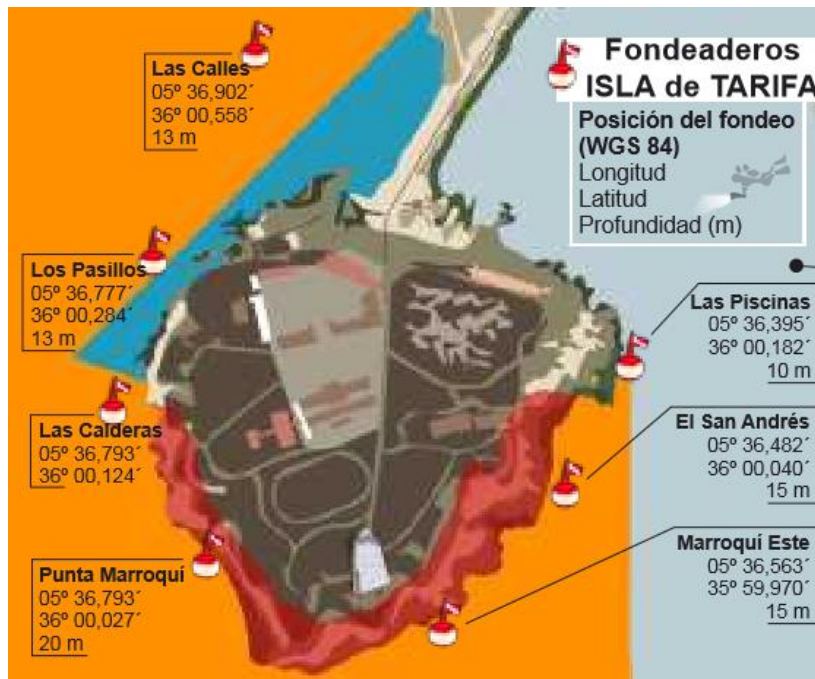 Fondeaderos
ISLA de TARIFA
Posición del fondeo
(WGS 84)
Longitud
Latitud
Profundidad (m)
Las Calles
05º 36,902´
36º 00,558´
13 m
Los Pasillos
05º 36,777´
36º 00,284´
13 m
Las Calderas
05º 36,793´
36º 00,124´
Punta Marroquí
05º 36,793´
36º 00,027´
20 m
Las Piscinas
05º 36,395´
36º 00,182´
10 m
El San Andrés
05º 36,482´
36º 00,040´
15 m
Marroquí Este
05º 36,563´
35º 59,970´
15 m